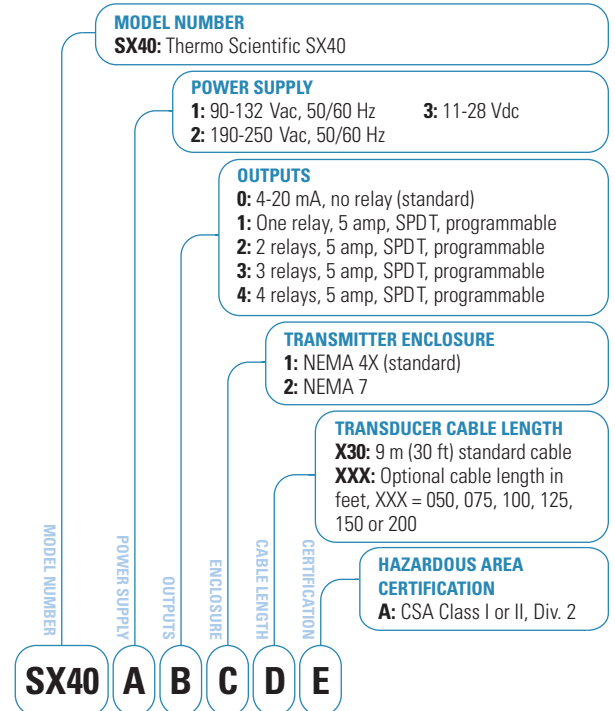 MODEL NUMBER
SX40: Thermo Scientific SX40
POWER SUPPLY
1: 90-132 Vac, 50/60 Hz 3: 11-28 Vdc
2: 190-250 Vac, 50/60 Hz
OUTPUTS
0: 4-20 mA, no relay (standard)
1: One relay, 5 amp, SPDT, programmable
2: 2 relays, 5 amp, SPDT, programmable
3: 3 relays, 5 amp, SPDT, programmable
4: 4 relays, 5 amp, SPDT, programmable
TRANSMITTER ENCLOSURE
1: NEMA 4X (standard)
2: NEMA 7
TRANSDUCER CABLE LENGTH
X30: 9 m (30 ft) standard cable
XXX: Optional cable length in
feet, XXX = 050, 075, 100, 125,
150 or 200
HAZARDOUS AREA
CERTIFICATION
A: CSA Class I or II, Div. 2
MODEL NUMBER
POWER SUPPLY
OUTPUTS
ENCLOSURE
CABLE LENGTH
CERTIFICATION
SX40 A B C D E